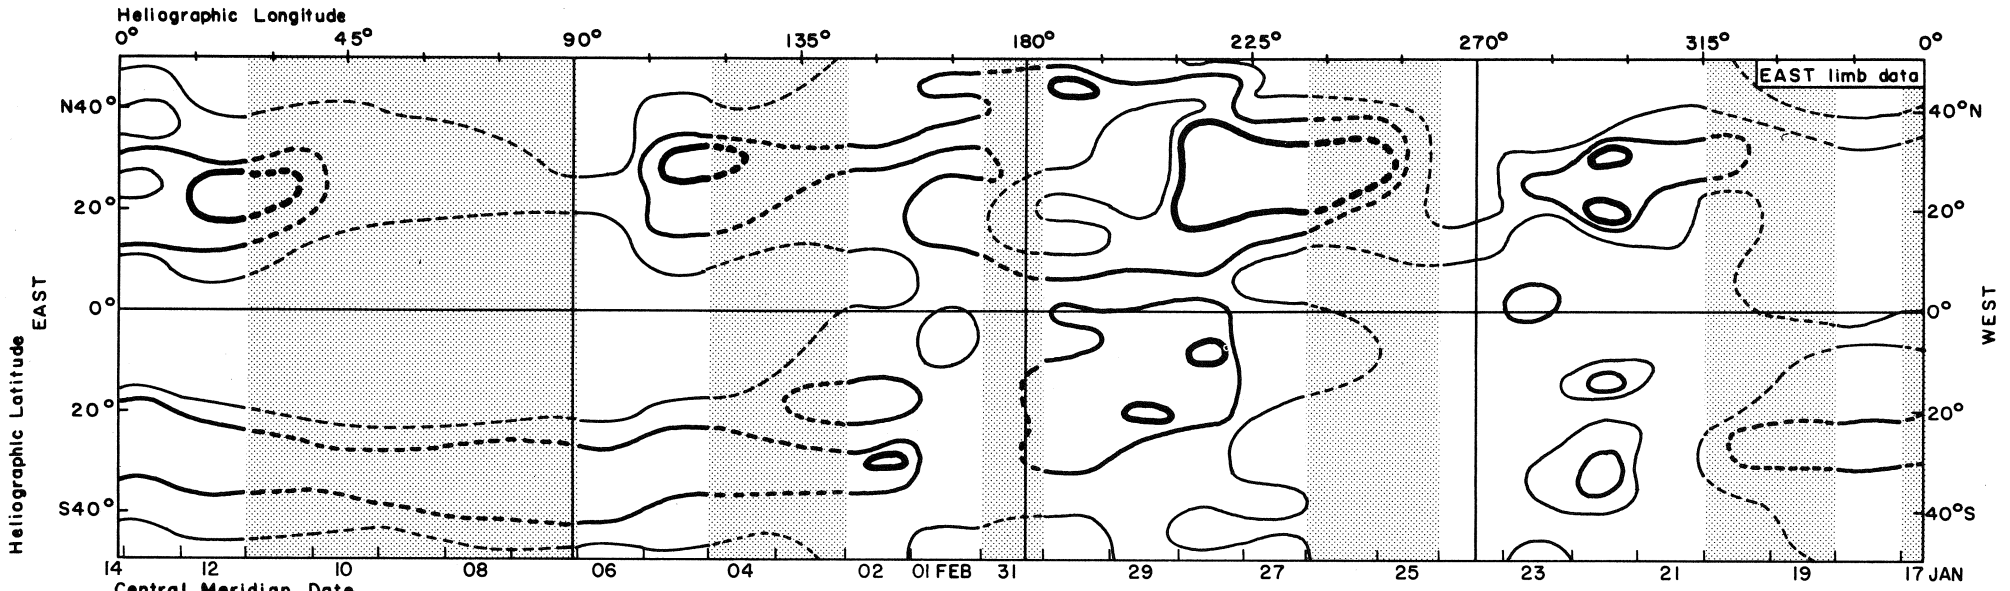 Heliographic Longitude
0° 45° 90° 135° 180° 225° 270° 315° 0°
EAST limb data
N40° 40°N
20° 20°
EAST
0° 0°
WEST
Heliographic Latitude
20° 20°
S40° 40°S
14 12 10 08 06 04 02 01 FEB 31 29 27 25 23 21 19 17 JAN
Central Meridian Date